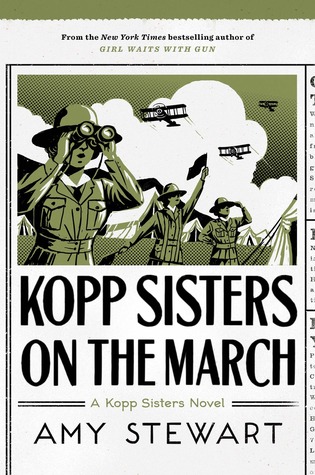 From the New York Times bestselling author of
GIRL WAITS WITH GUN
KOPP SISTERS
ON THE MARCH
A Kopp Sisters Novel
AMY STEWART